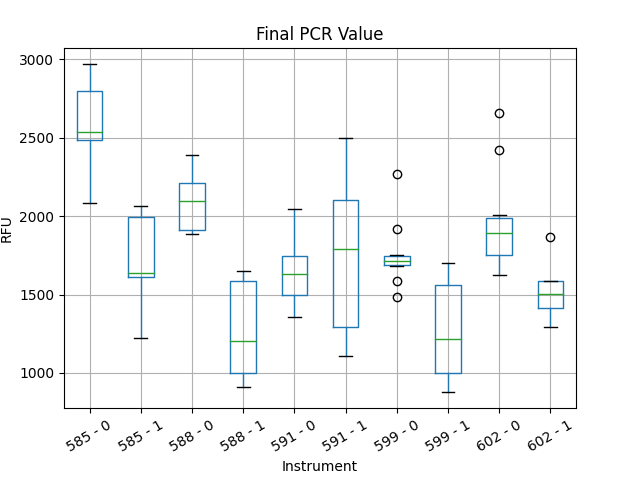 Final PCR Value
3000
2500
2000
1500
1000
RFU
585 - 0
585 - 1
588 - 0
588 - 1
591 - 0
591 - 1
599 - 0
599 - 1
602 - 0
602 - 1
Instrument